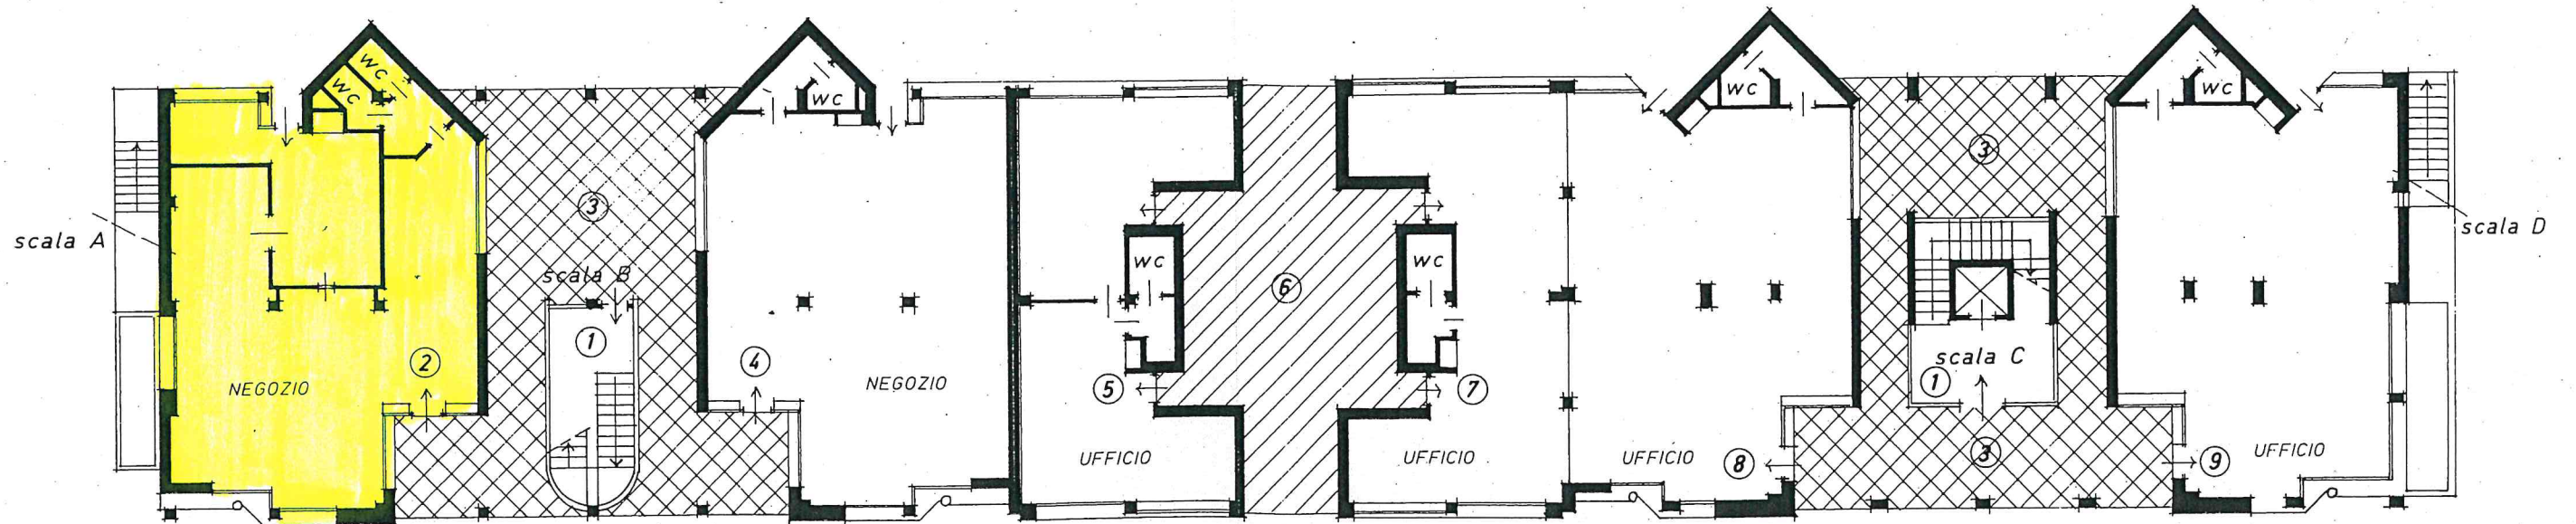 WC
WC
WC
WC
WC
3
3
scala A
scala D
WC
WC
scala B
6
1
2
4
scala C
1
NEGOZIO
NEGOZIO
5
7
UFFICIO
UFFICIO
UFFICIO
8
3
9
UFFICIO